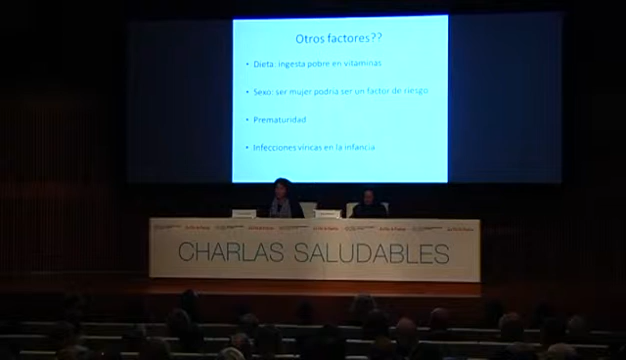 Otros factores??
• Dieta: ingesta pobre en vitaminas
• Sexo: ser mujer podria ser un factor de riesgo
• Prematuridad
• Infecciones víricas en la infancia
CHARLAS SALUDABLES